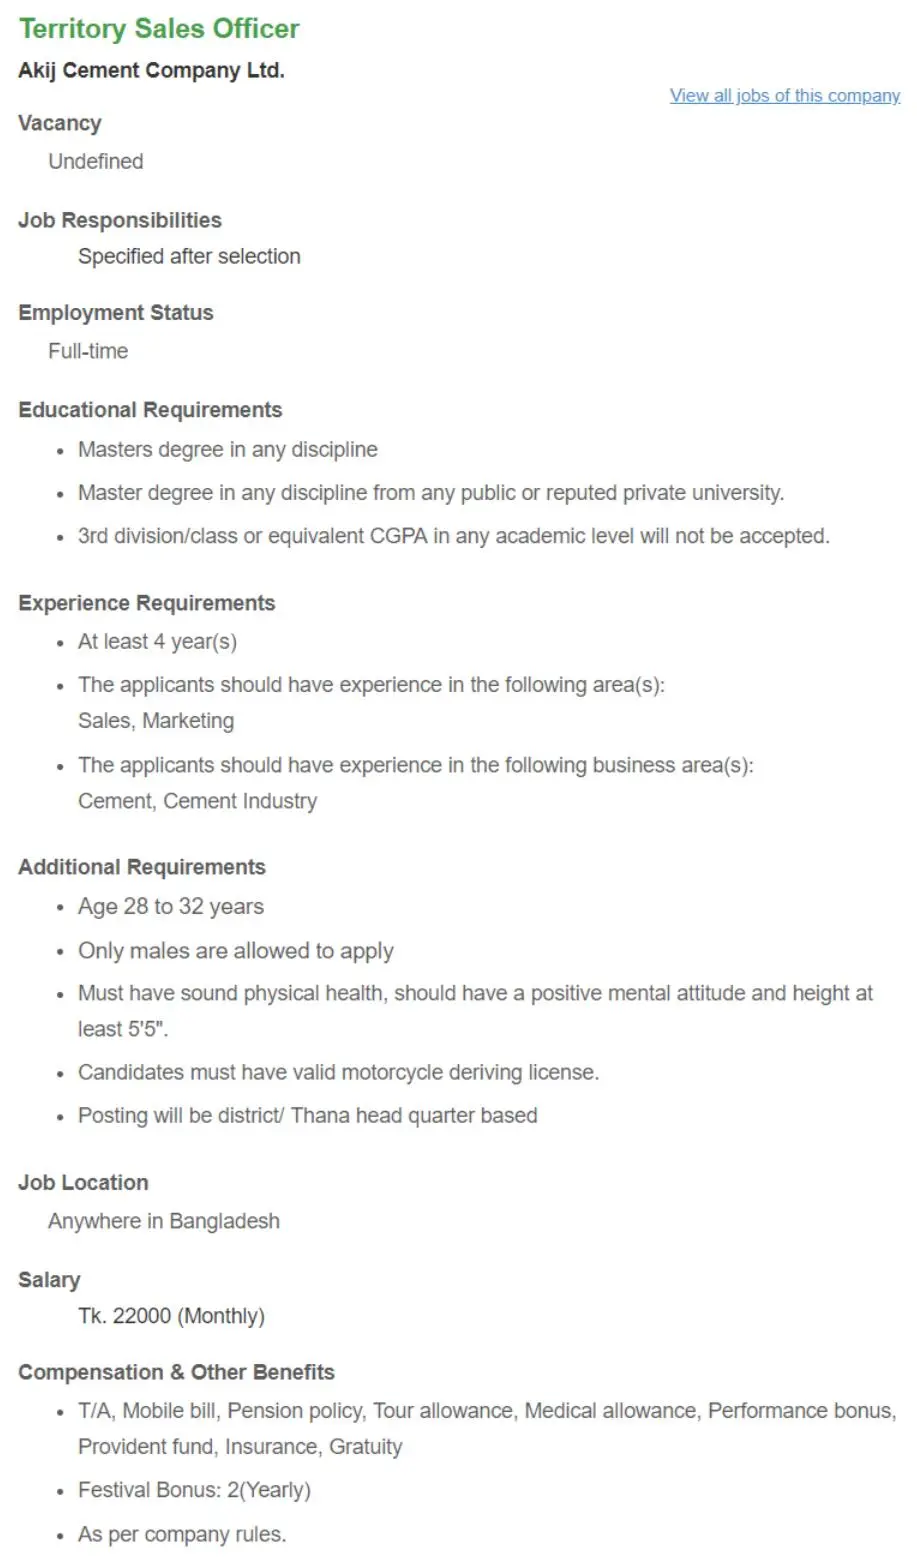 Territory Sales Officer
Akij Cement Company Ltd.
View all jobs of this company
Vacancy
Undefined
Job Responsibilities
Specified after selection
Employment Status
Full-time
Educational Requirements
• Masters degree in any discipline
• Master degree in any discipline from any public or reputed private university.
• 3rd division/class or equivalent CGPA in any academic level will not be accepted.
Experience Requirements
• At least 4 year(s)
• The applicants should have experience in the following area(s):
Sales, Marketing
• The applicants should have experience in the following business area(s):
Cement, Cement Industry
Additional Requirements
• Age 28 to 32 years
• Only males are allowed to apply
• Must have sound physical health, should have a positive mental attitude and height at
least 5'5".
• Candidates must have valid motorcycle deriving license.
• Posting will be district/ Thana head quarter based
Job Location
Anywhere in Bangladesh
Salary
Tk. 22000 (Monthly)
Compensation & Other Benefits
• T/A, Mobile bill, Pension policy, Tour allowance, Medical allowance, Performance bonus,
Provident fund, Insurance, Gratuity
• Festival Bonus: 2(Yearly)
• As per company rules.